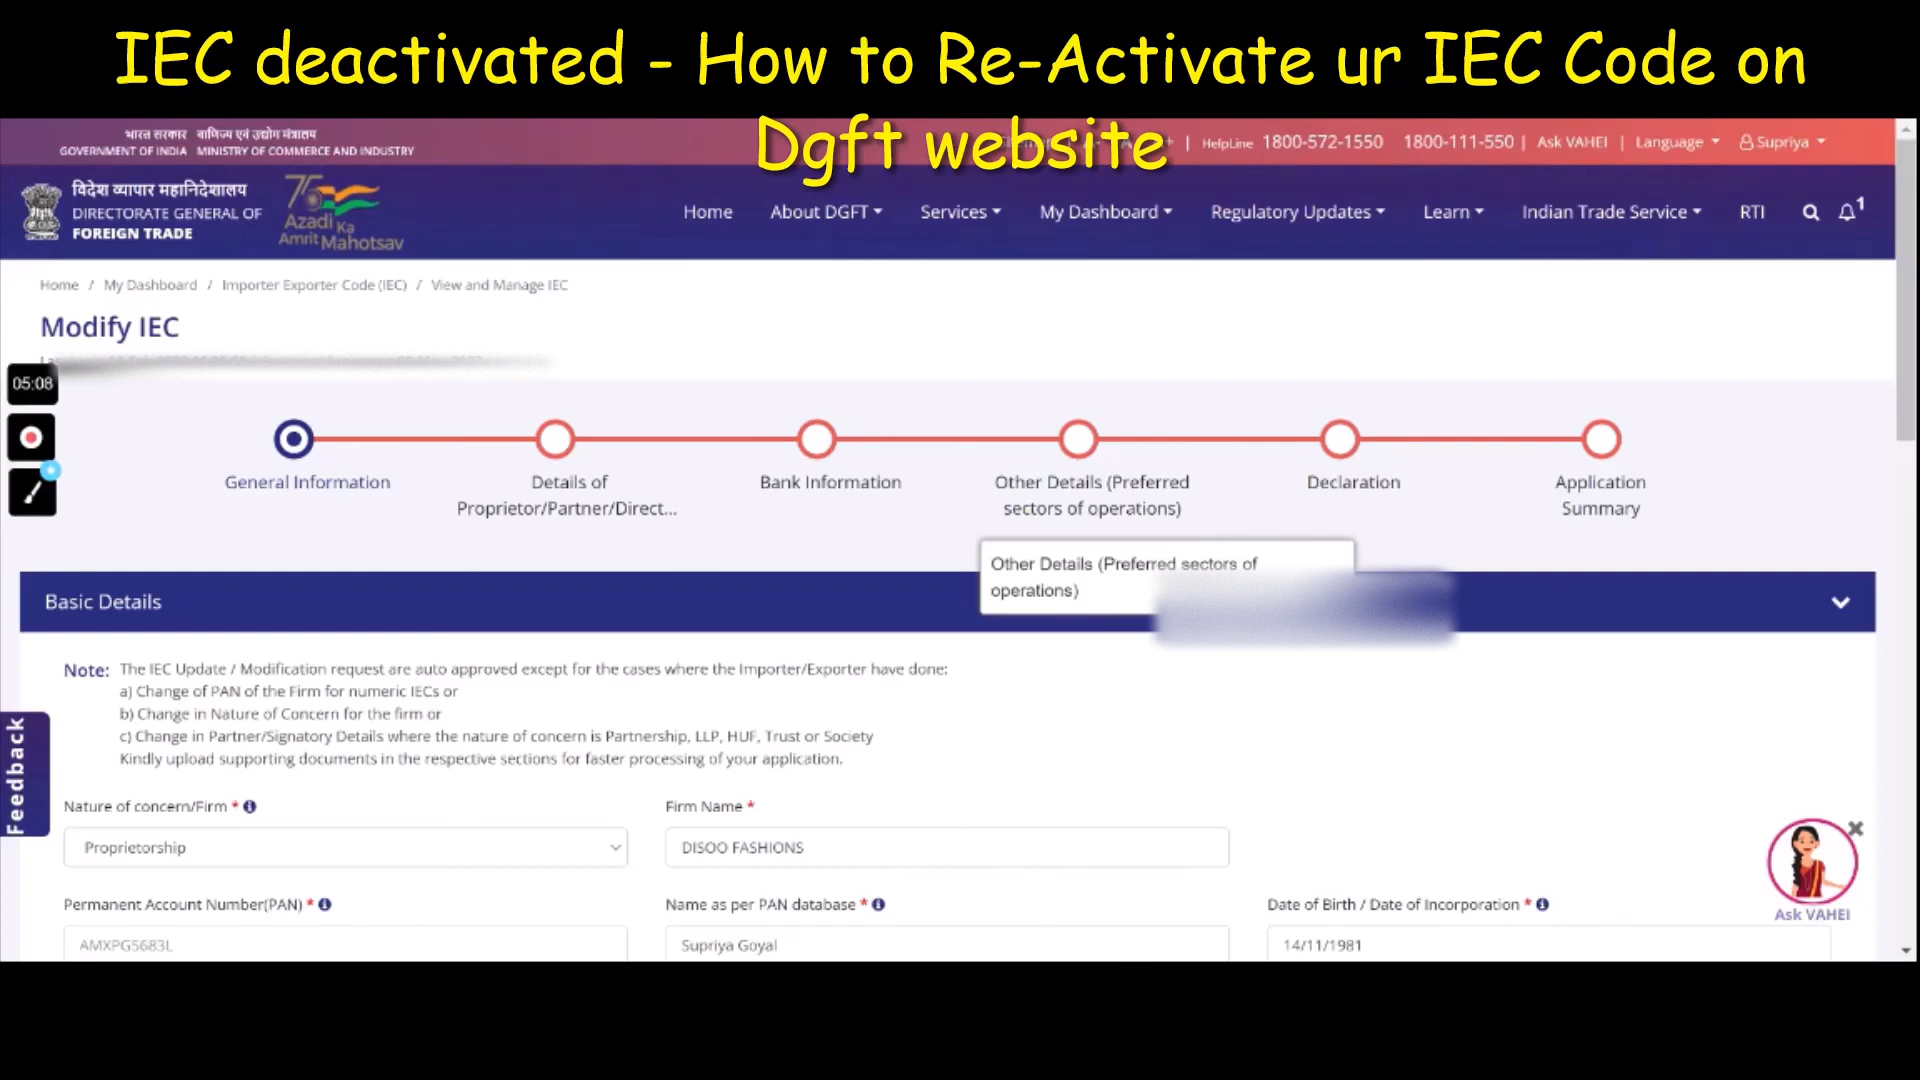 IEC deactivated - How to Re-Activate ur IEC Code on
Dgft website
भारत सरकार वाणिज्य एवं उद्योग मंत्रालय
GOVERNMENT OF INDIA MINISTRY OF COMMERCE AND INDUSTRY
| HelpLine 1800-572-1550 1800-111-550 | Ask VAHEI | Language Supriya
विदेश व्यापार महानिदेशालय
DIRECTORATE GENERAL OF
FOREIGN TRADE
75
Azadi Ka
Amrit Mahotsav
Home About DGFT Services My Dashboard Regulatory Updates Learn Indian Trade Service RTI 1
Home / My Dashboard / Importer Exporter Code (IEC) / View and Manage IEC
Modify IEC
05:08
General Information
Details of
Proprietor/Partner/Direct...
Bank Information
Other Details (Preferred
sectors of operations)
Declaration
Application
Summary
Other Details (Preferred sectors of
operations)
Basic Details
Note: The IEC Update / Modification request are auto approved except for the cases where the Importer/Exporter have done:
a) Change of PAN of the Firm for numeric IECs or
b) Change in Nature of Concern for the firm or
c) Change in Partner/Signatory Details where the nature of concern is Partnership, LLP, HUF, Trust or Society
Kindly upload supporting documents in the respective sections for faster processing of your application.
Feedback
Nature of concern/Firm * Firm Name *
Proprietorship DISOO FASHIONS
Permanent Account Number(PAN) * Name as per PAN database * Date of Birth / Date of Incorporation *
AMXPG5683L Supriya Goyal 14/11/1981
Ask VAHEI